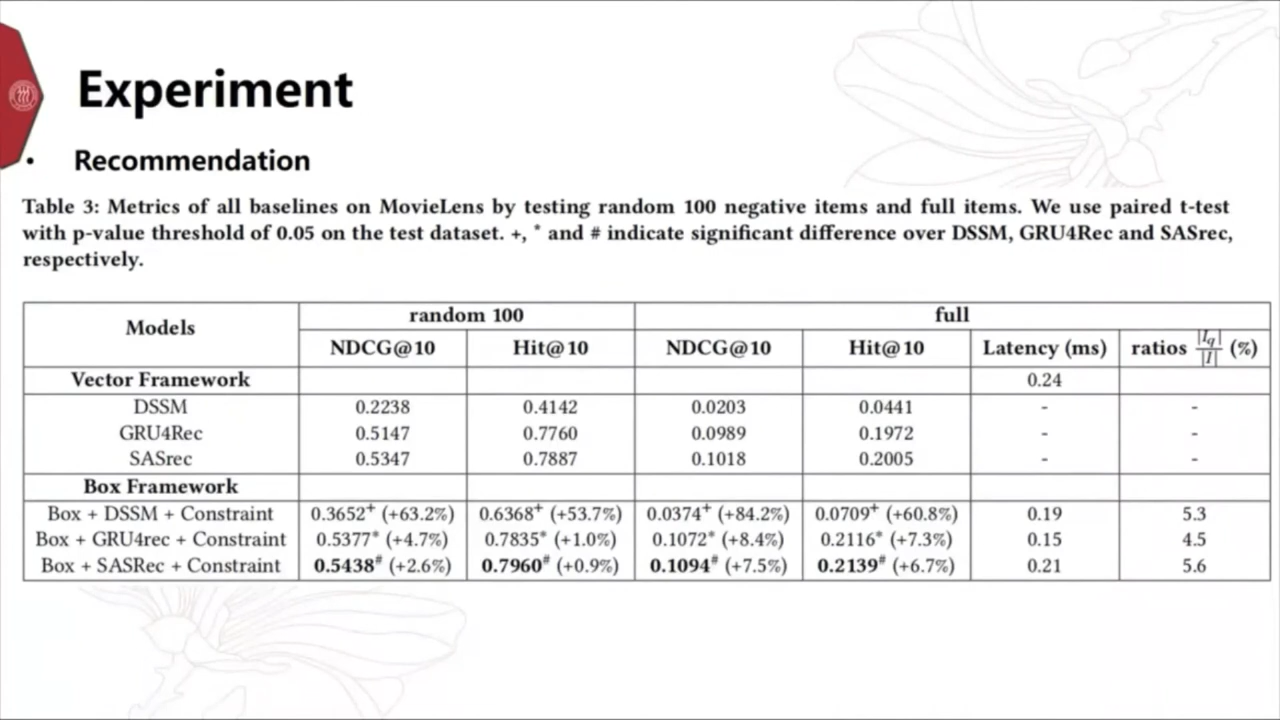 Experiment
• Recommendation
Table 3: Metrics of all baselines on MovieLens by testing random 100 negative items and full items. We use paired t-test
with p-value threshold of 0.05 on the test dataset. +, * and # indicate significant difference over DSSM, GRU4Rec and SASrec,
respectively.
Models random 100 full
NDCG@10 Hit@10 NDCG@10 Hit@10 Latency (ms) ratios |I_q|/|I| (%)
Vector Framework 0.24
DSSM 0.2238 0.4142 0.0203 0.0441 - -
GRU4Rec 0.5147 0.7760 0.0989 0.1972 - -
SASrec 0.5347 0.7887 0.1018 0.2005 - -
Box Framework
Box + DSSM + Constraint 0.3652+ (+63.2%) 0.6368+ (+53.7%) 0.0374+ (+84.2%) 0.0709+ (+60.8%) 0.19 5.3
Box + GRU4rec + Constraint 0.5377* (+4.7%) 0.7835* (+1.0%) 0.1072* (+8.4%) 0.2116* (+7.3%) 0.15 4.5
Box + SASRec + Constraint 0.5438# (+2.6%) 0.7960# (+0.9%) 0.1094# (+7.5%) 0.2139# (+6.7%) 0.21 5.6